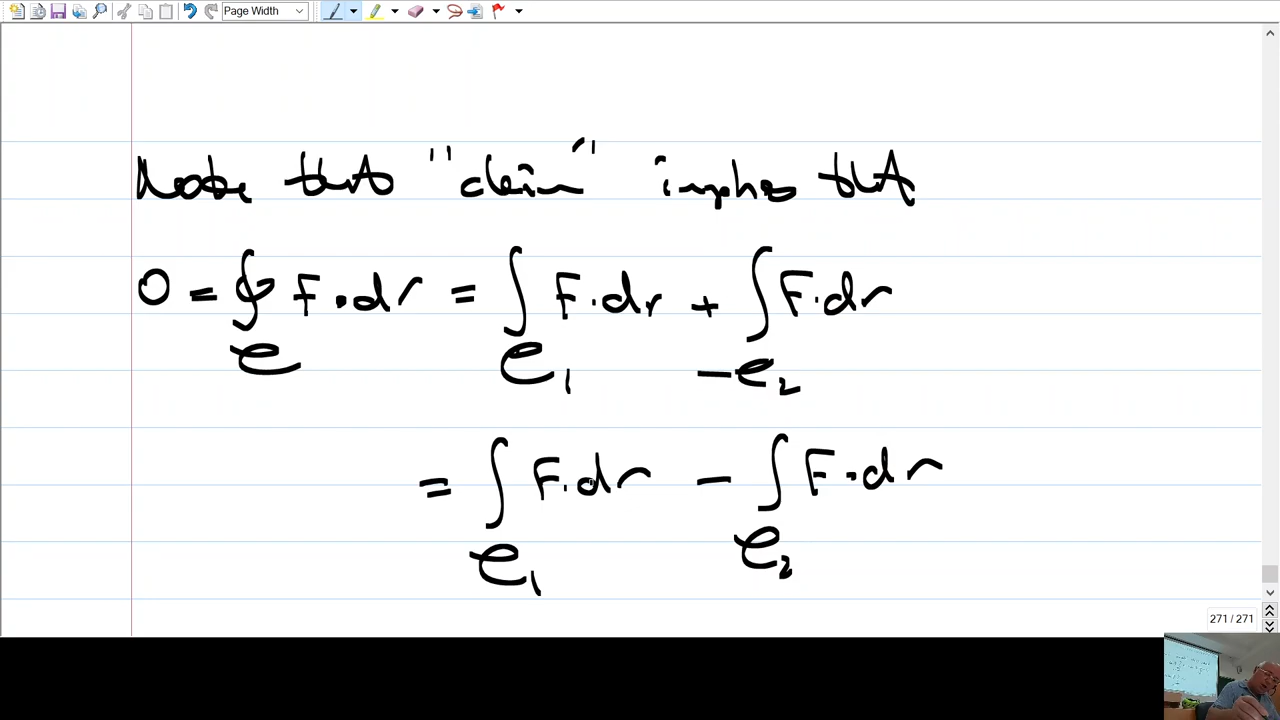 Page Width
Note that "claim" implies that
0 = ∮ F · dr = ∫ F · dr + ∫ F · dr
C C₁ -C₂
= ∫ F · dr - ∫ F · dr
C₁ C₂
271 / 271